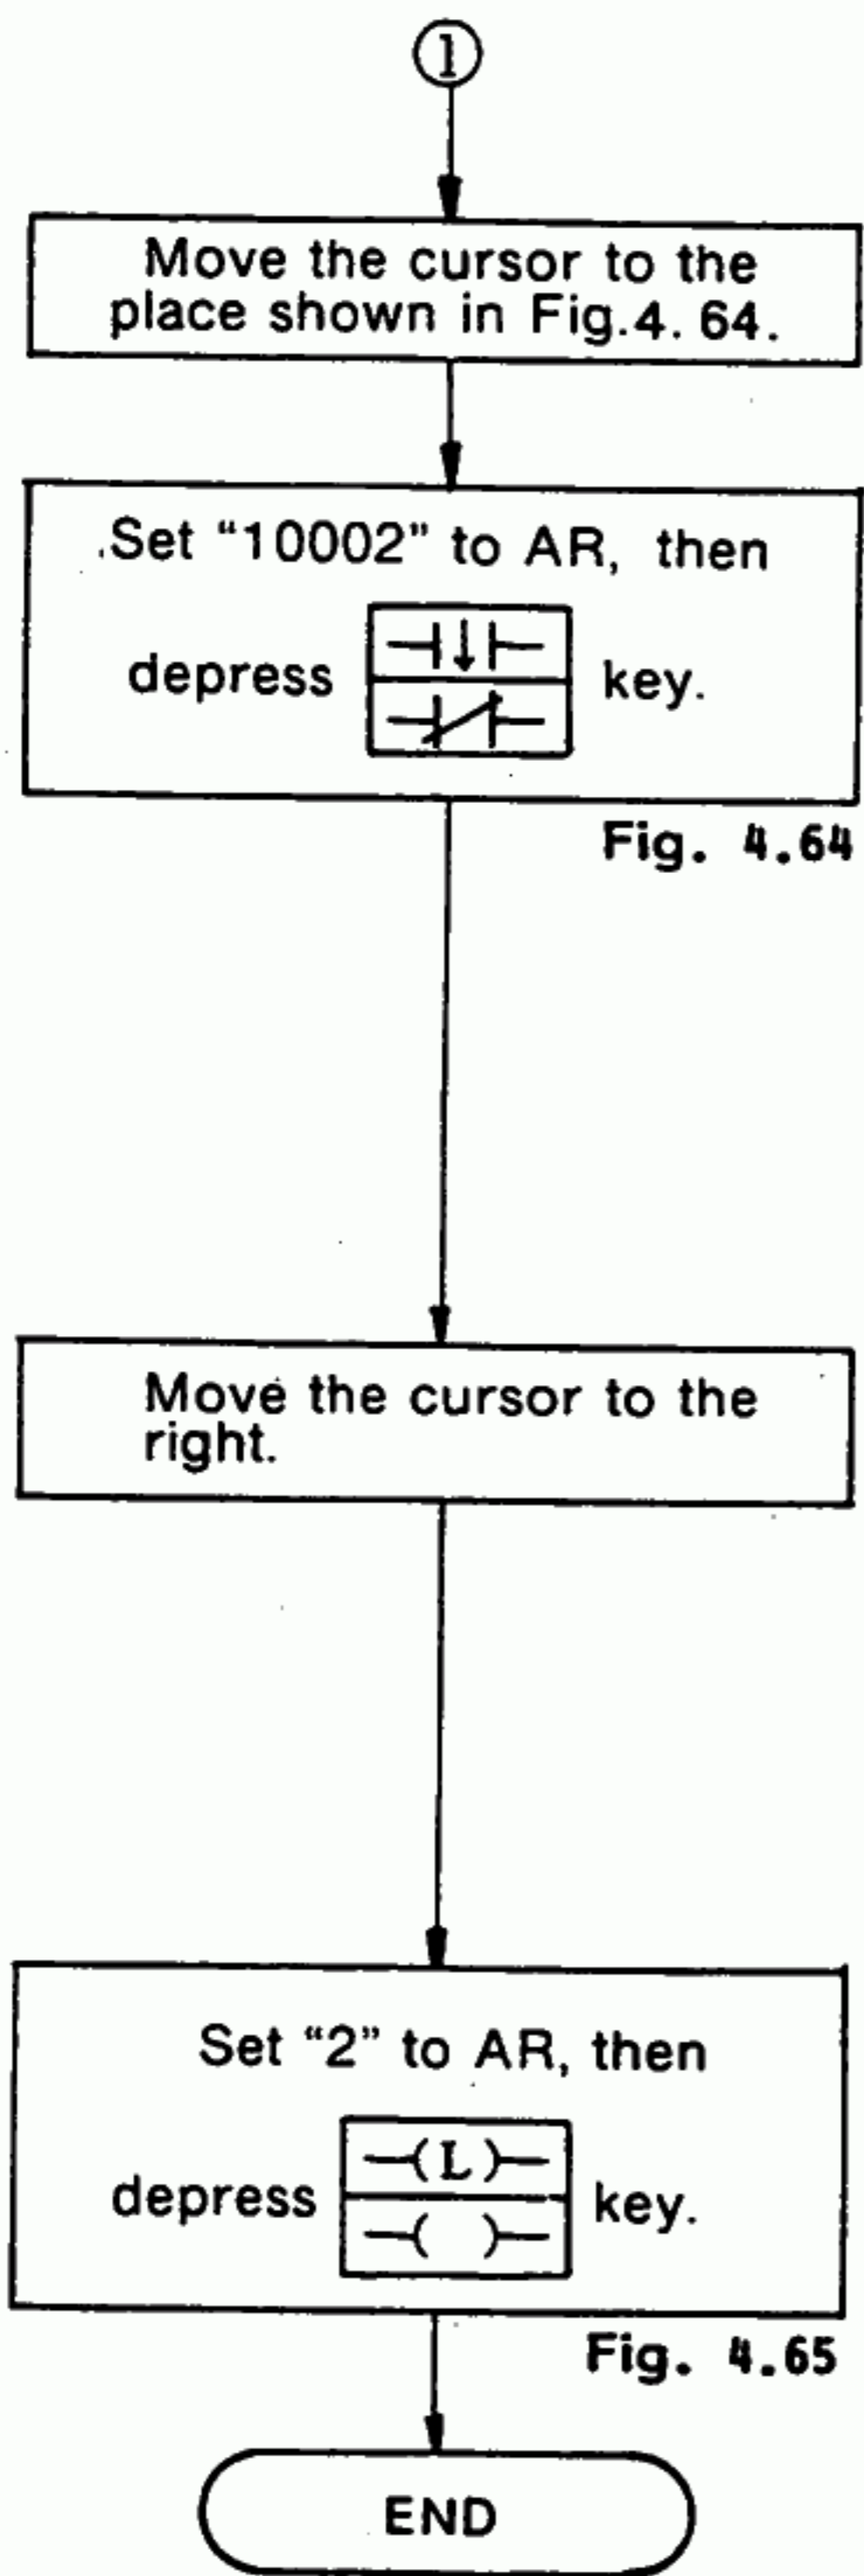 1
Move the cursor to the
place shown in Fig.4.64.
Set “10002” to AR, then
depress key.
Fig. 4.64
Move the cursor to the
right.
Set “2” to AR, then
(L)
depress ( ) key.
Fig. 4.65
END